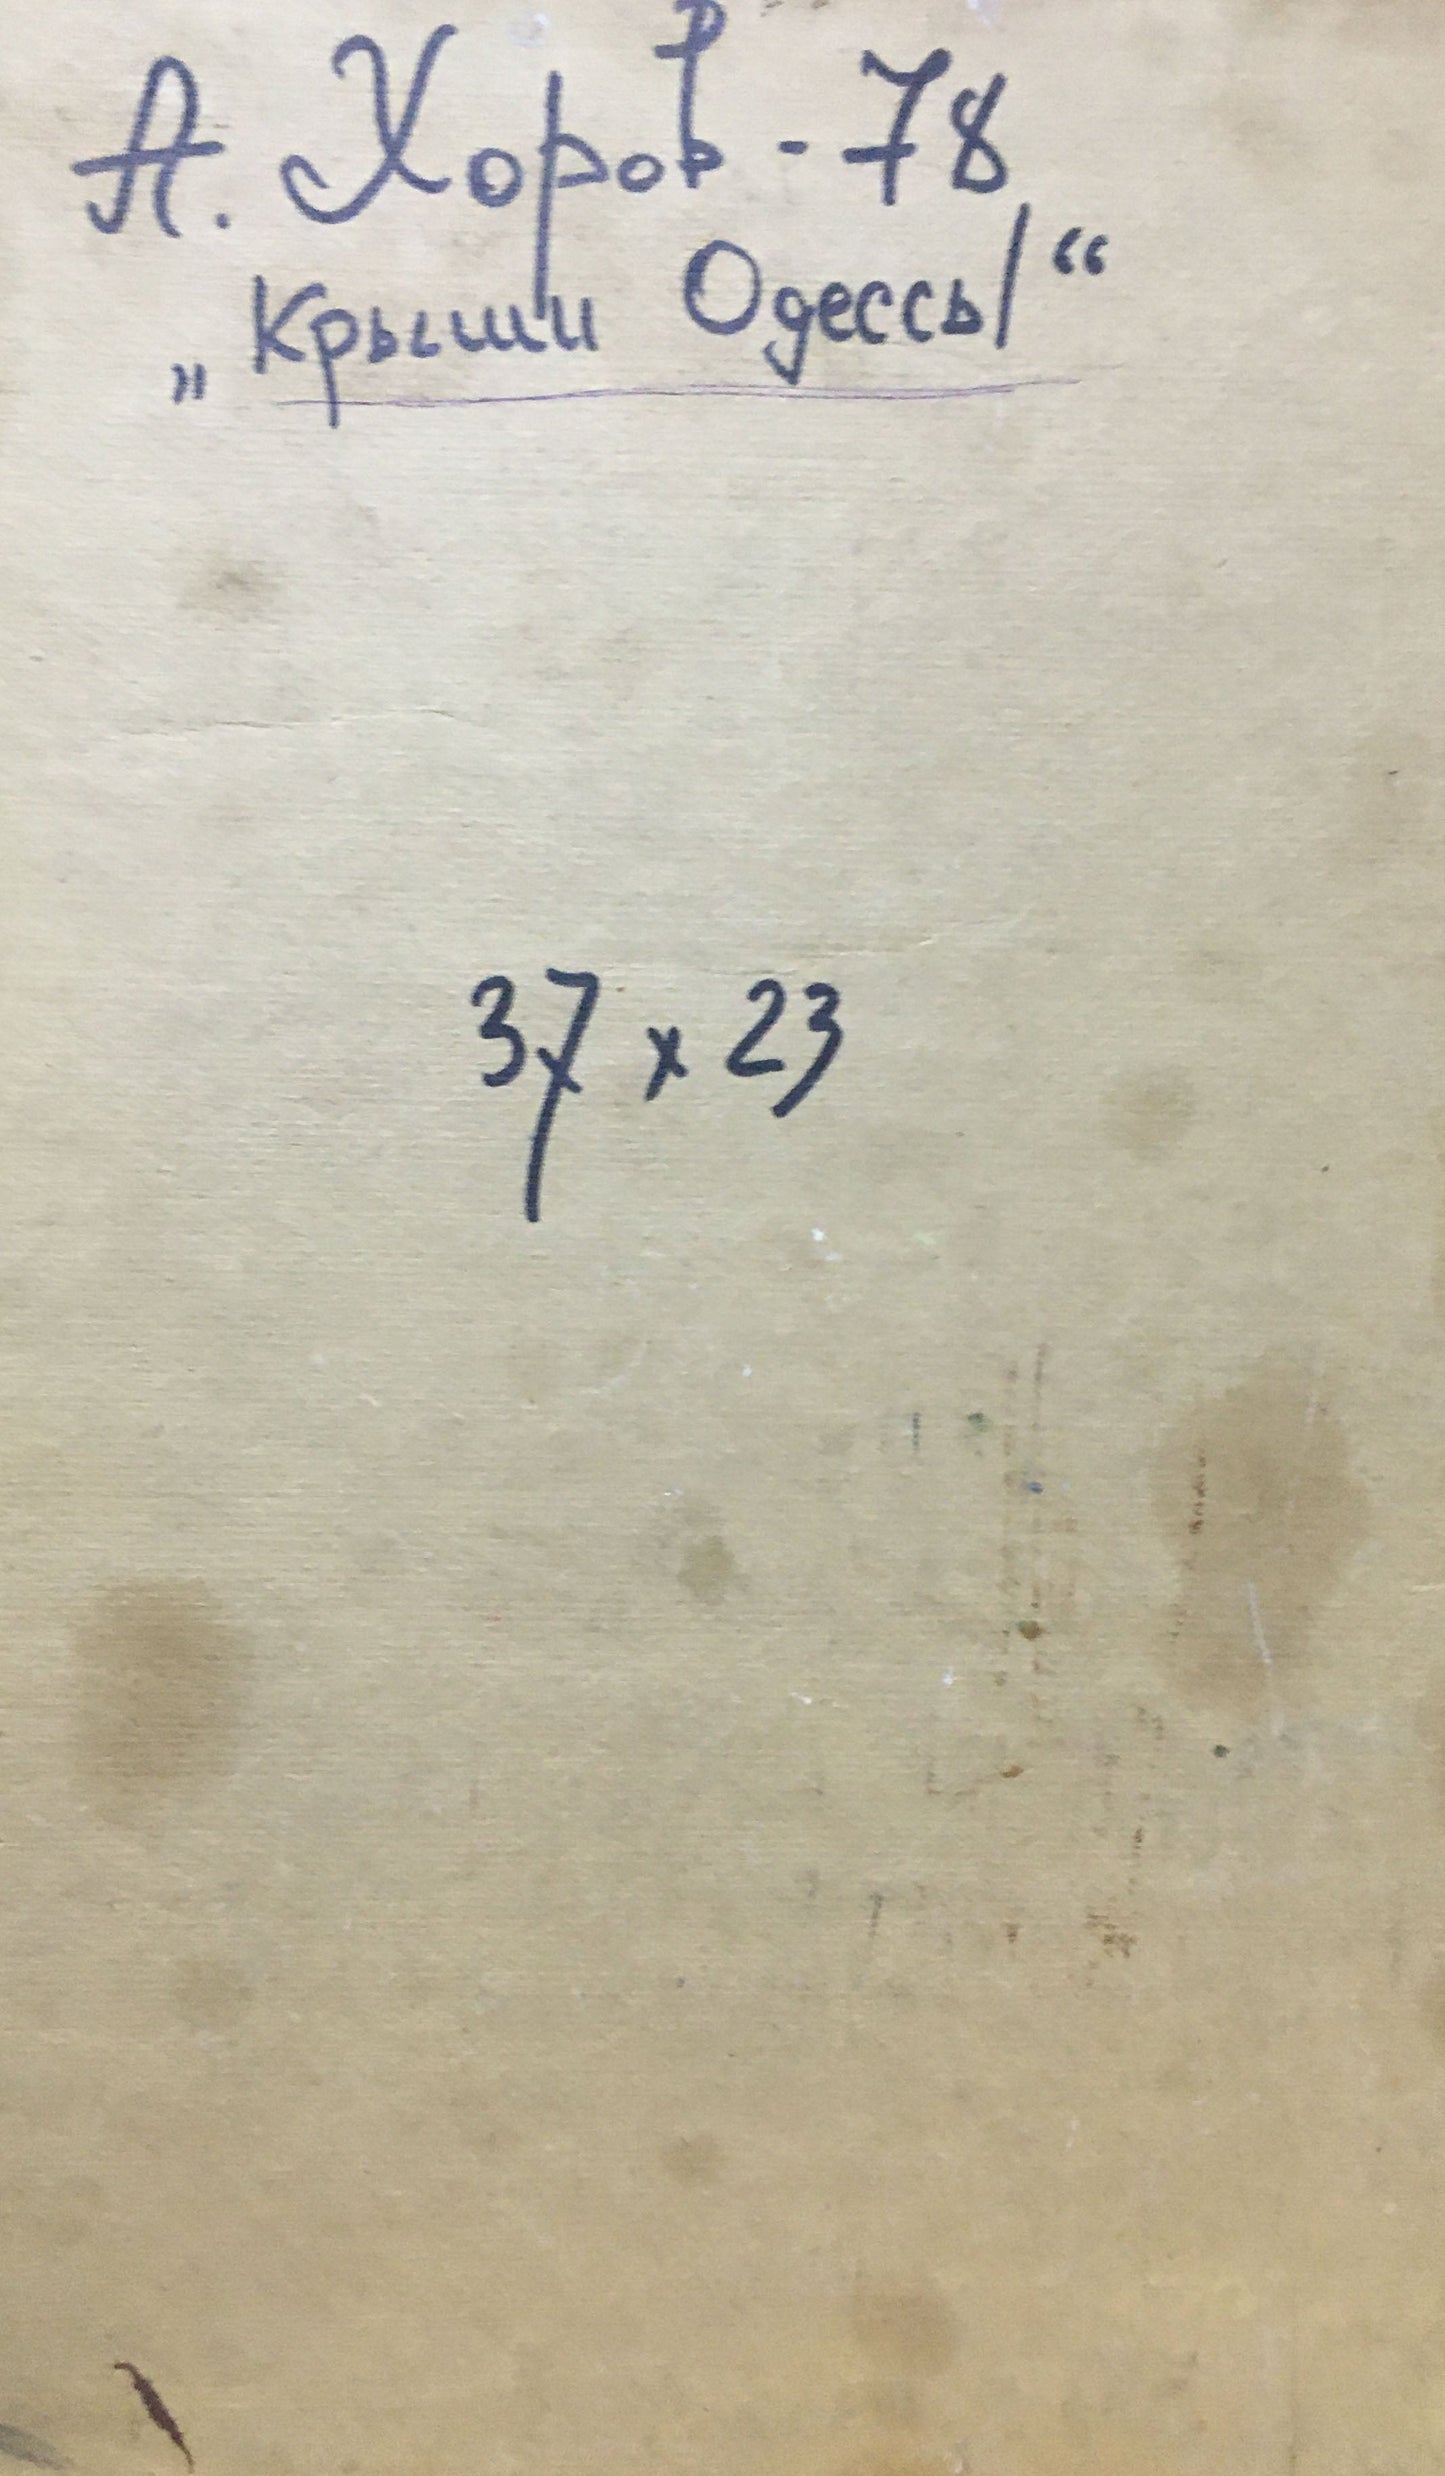 А. Хоров - 78
„Крыши Одессы“
37 x 23